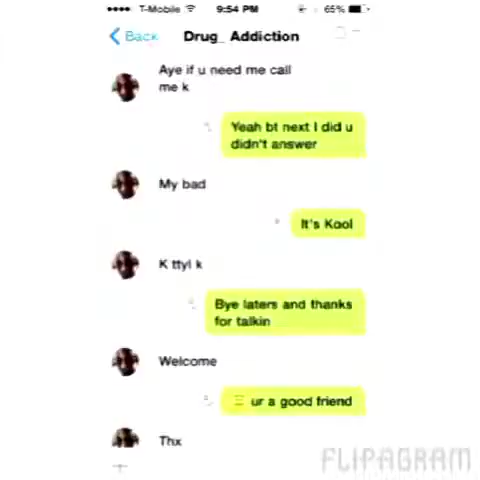 T-Mobile 9:54 PM 65%
Back Drug_ Addiction
Aye if u need me call
me k
Yeah bt next I did u
didn't answer
My bad
It's Kool
K ttyl k
Bye laters and thanks
for talkin
Welcome
ur a good friend
Thx
FLIPAGRAM